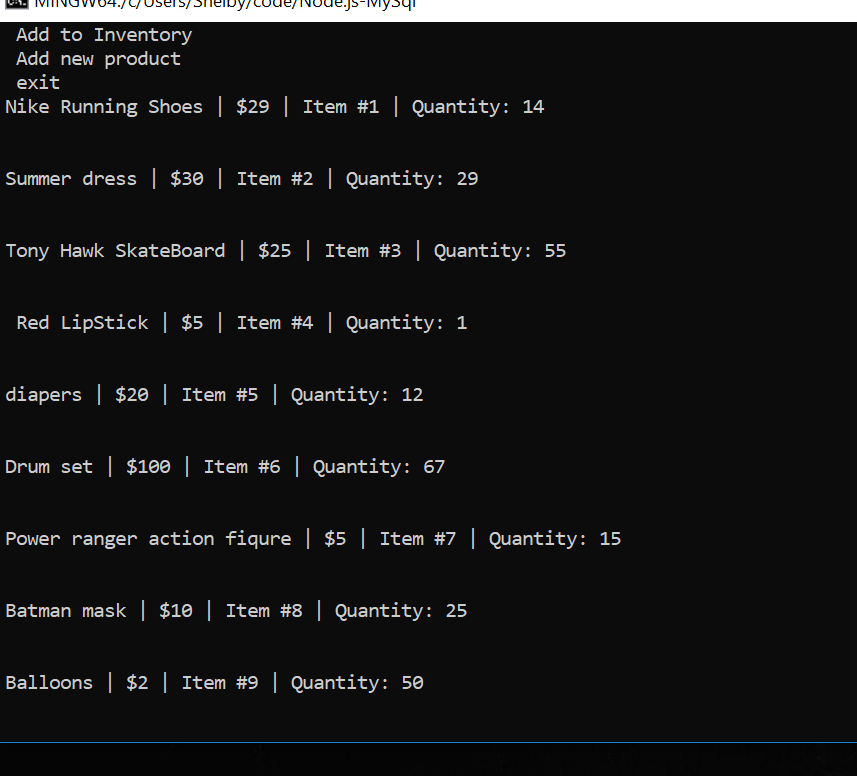 MINGW64:/c/Users/Shelby/code/Node.js-MySql
Add to Inventory
Add new product
exit
Nike Running Shoes | $29 | Item #1 | Quantity: 14
Summer dress | $30 | Item #2 | Quantity: 29
Tony Hawk SkateBoard | $25 | Item #3 | Quantity: 55
Red LipStick | $5 | Item #4 | Quantity: 1
diapers | $20 | Item #5 | Quantity: 12
Drum set | $100 | Item #6 | Quantity: 67
Power ranger action fiqure | $5 | Item #7 | Quantity: 15
Batman mask | $10 | Item #8 | Quantity: 25
Balloons | $2 | Item #9 | Quantity: 50